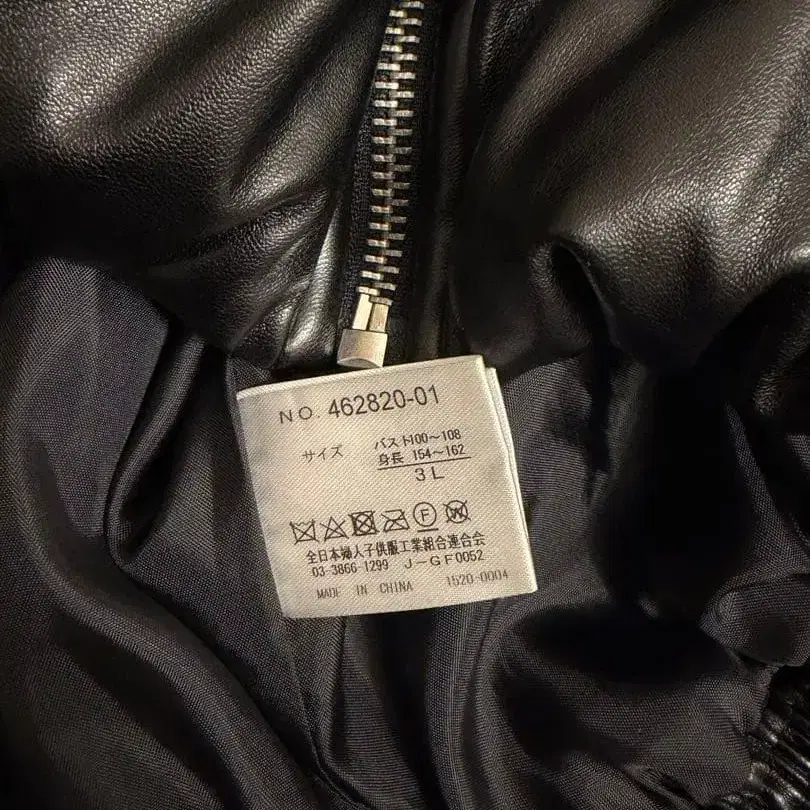 NO. 462820-01
サイズ バスト100〜108
身長 154〜162
3L
F W
全日本婦人子供服工業組合連合会
03-3866-1299 J-GF0052
MADE IN CHINA 1520-0004